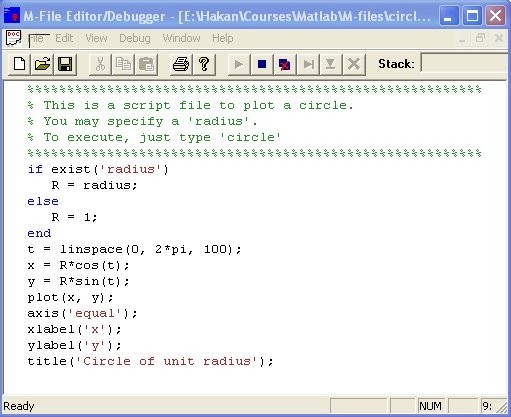 M-File Editor/Debugger - [E:\Hakan\Courses\Matlab\M-files\circl...
File Edit View Debug Window Help
Stack:
%%%%%%%%%%%%%%%%%%%%%%%%%%%%%%%%%%%%%%%%%%%%%%%%%%%%%%%%%
% This is a script file to plot a circle.
% You may specify a 'radius'.
% To execute, just type 'circle'
%%%%%%%%%%%%%%%%%%%%%%%%%%%%%%%%%%%%%%%%%%%%%%%%%%%%%%%%%
if exist('radius')
   R = radius;
else
   R = 1;
end
t = linspace(0, 2*pi, 100);
x = R*cos(t);
y = R*sin(t);
plot(x, y);
axis('equal');
xlabel('x');
ylabel('y');
title('Circle of unit radius');
Ready NUM 9: